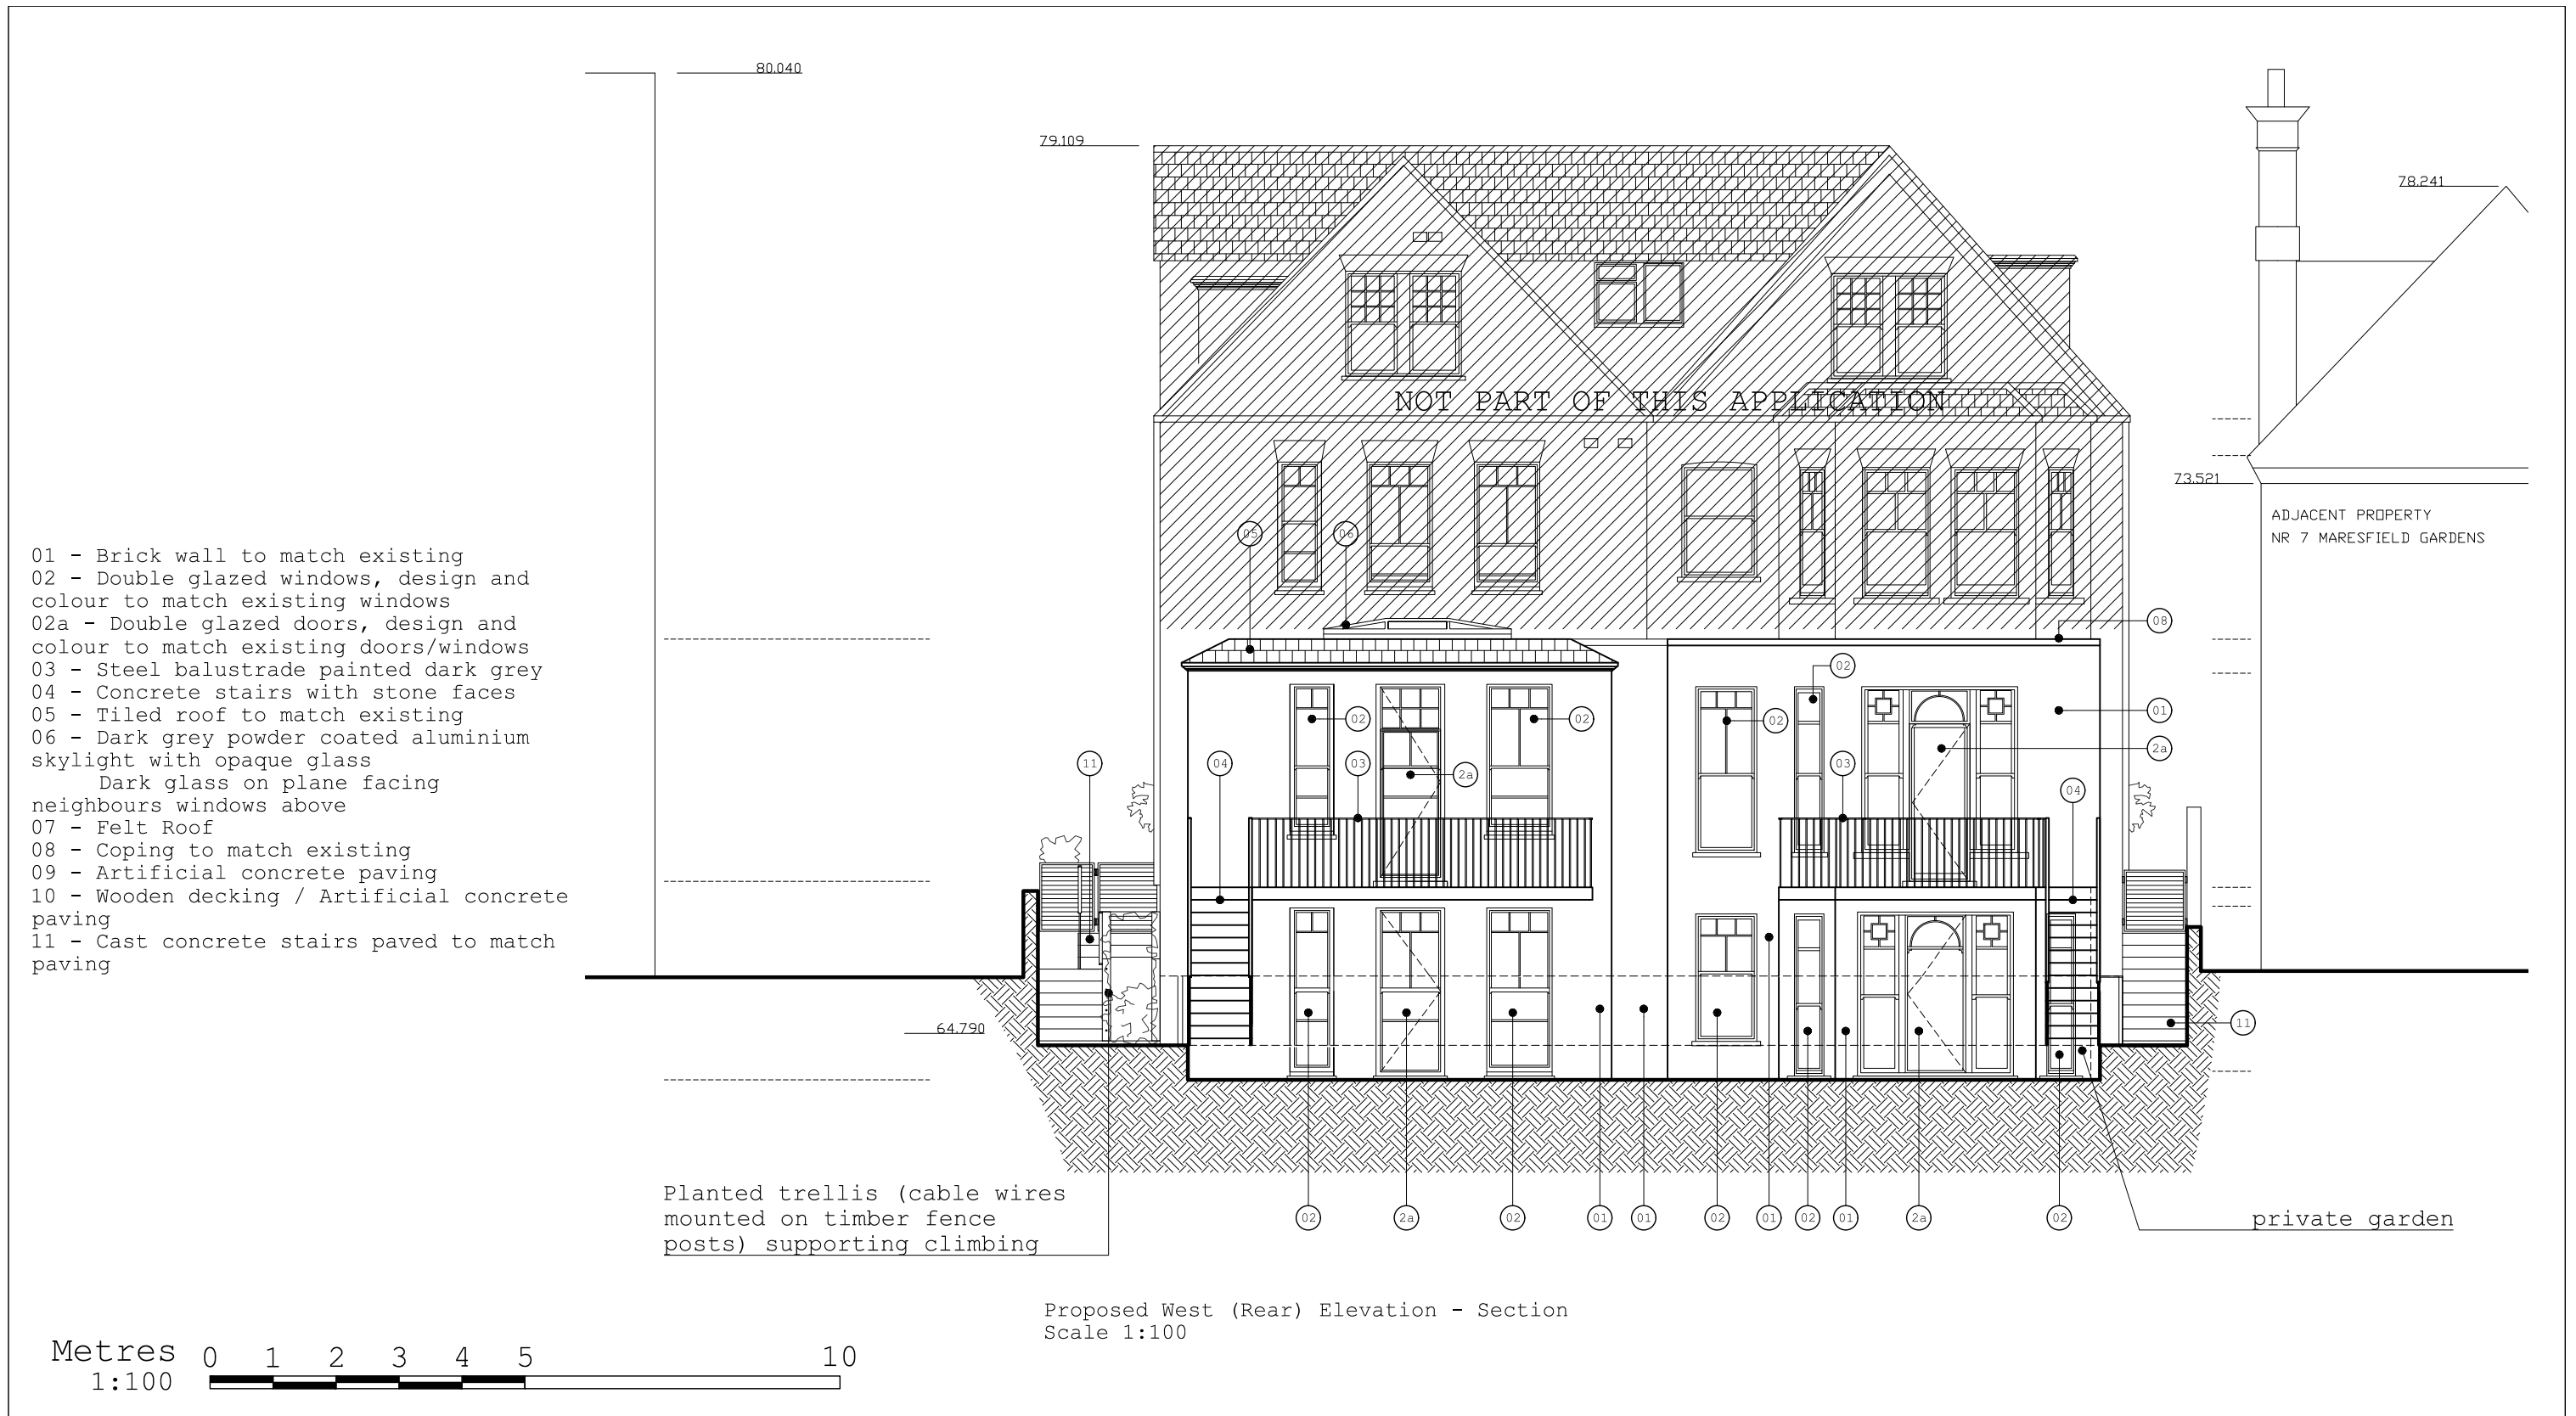 80.040
79.109
78.241
NOT PART OF THIS APPLICATION
73.521
ADJACENT PROPERTY
NR 7 MARESFIELD GARDENS
05
06
01 - Brick wall to match existing
02 - Double glazed windows, design and
colour to match existing windows
02a - Double glazed doors, design and
colour to match existing doors/windows
03 - Steel balustrade painted dark grey
04 - Concrete stairs with stone faces
05 - Tiled roof to match existing
06 - Dark grey powder coated aluminium
skylight with opaque glass
Dark glass on plane facing
neighbours windows above
07 - Felt Roof
08 - Coping to match existing
09 - Artificial concrete paving
10 - Wooden decking / Artificial concrete
paving
11 - Cast concrete stairs paved to match
paving
08
02
02
02
02
01
2a
11
04
03
2a
03
04
64.790
11
Planted trellis (cable wires
mounted on timber fence
posts) supporting climbing
02
2a
02
01
01
02
01
02
01
2a
02
private garden
Proposed West (Rear) Elevation - Section
Scale 1:100
Metres
1:100
0 1 2 3 4 5 10